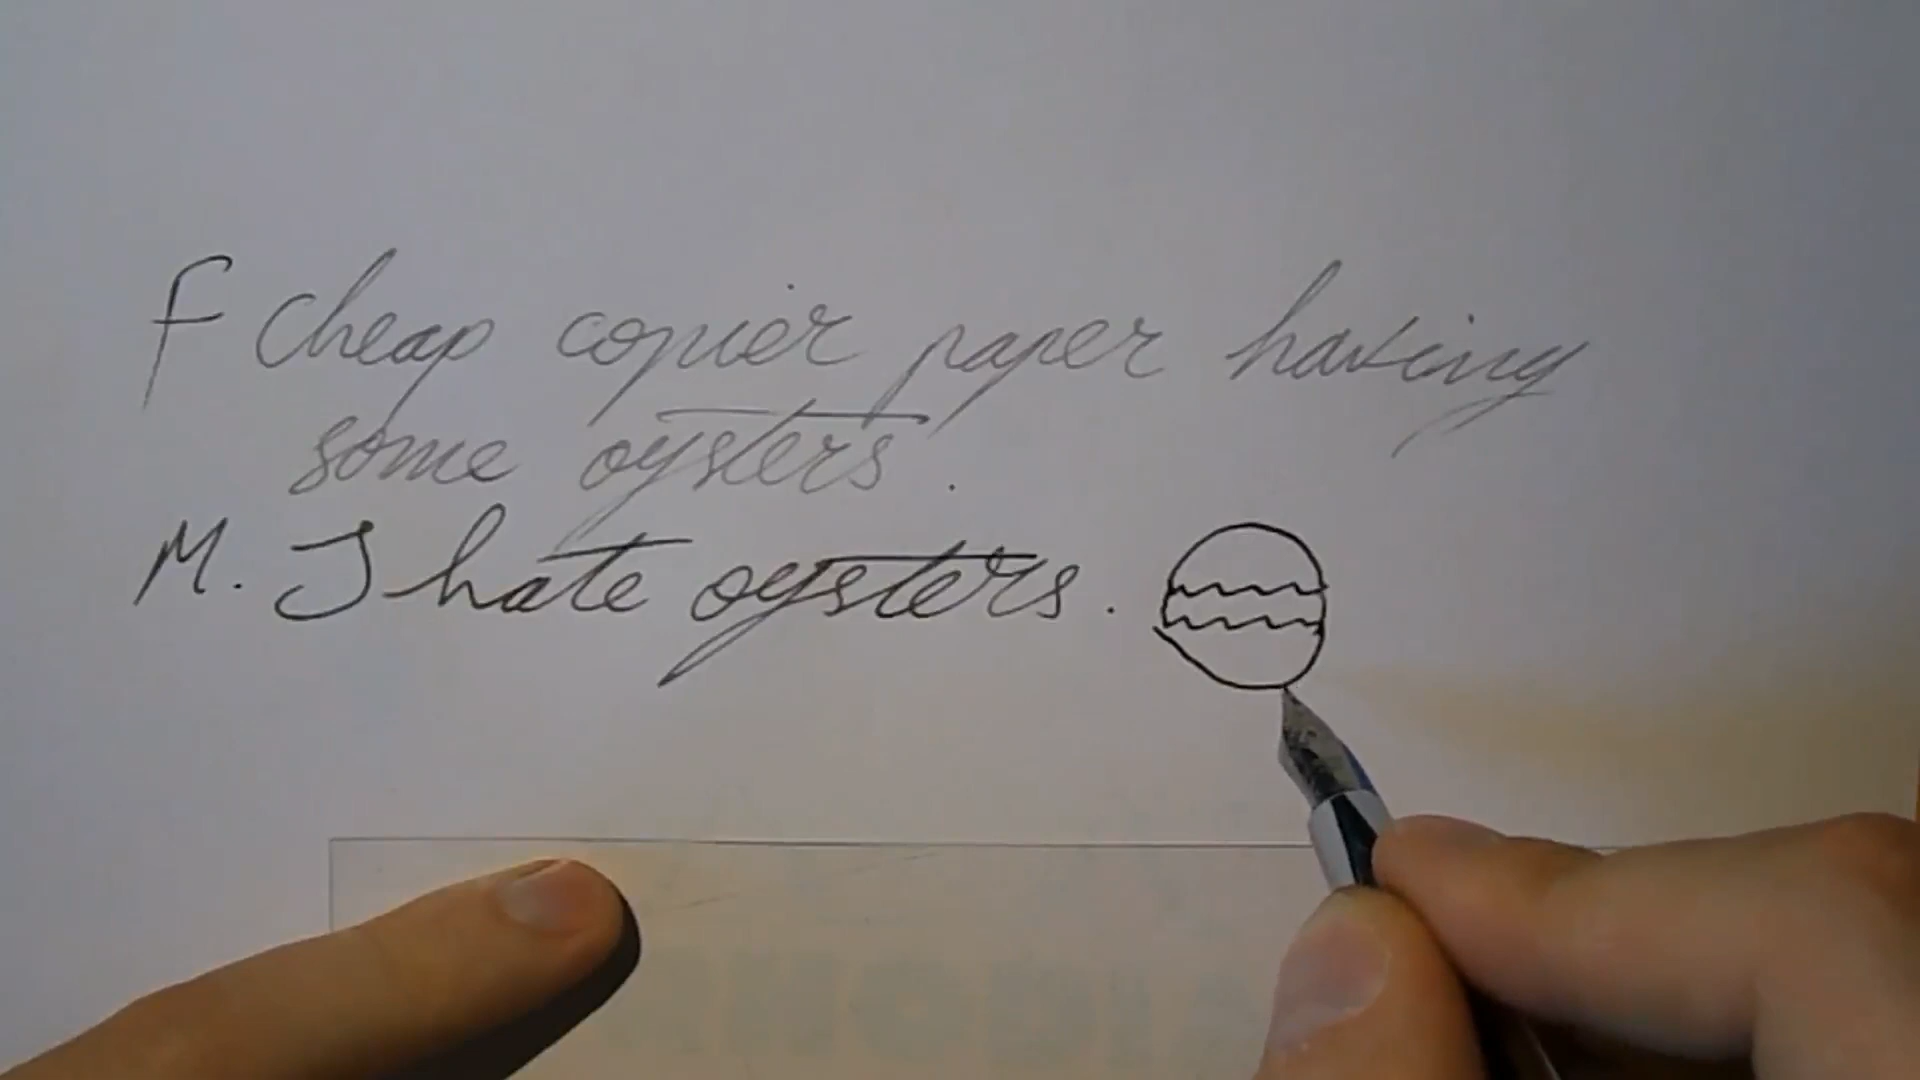 F Cheap copier paper having
some oysters.
M. I hate oysters.